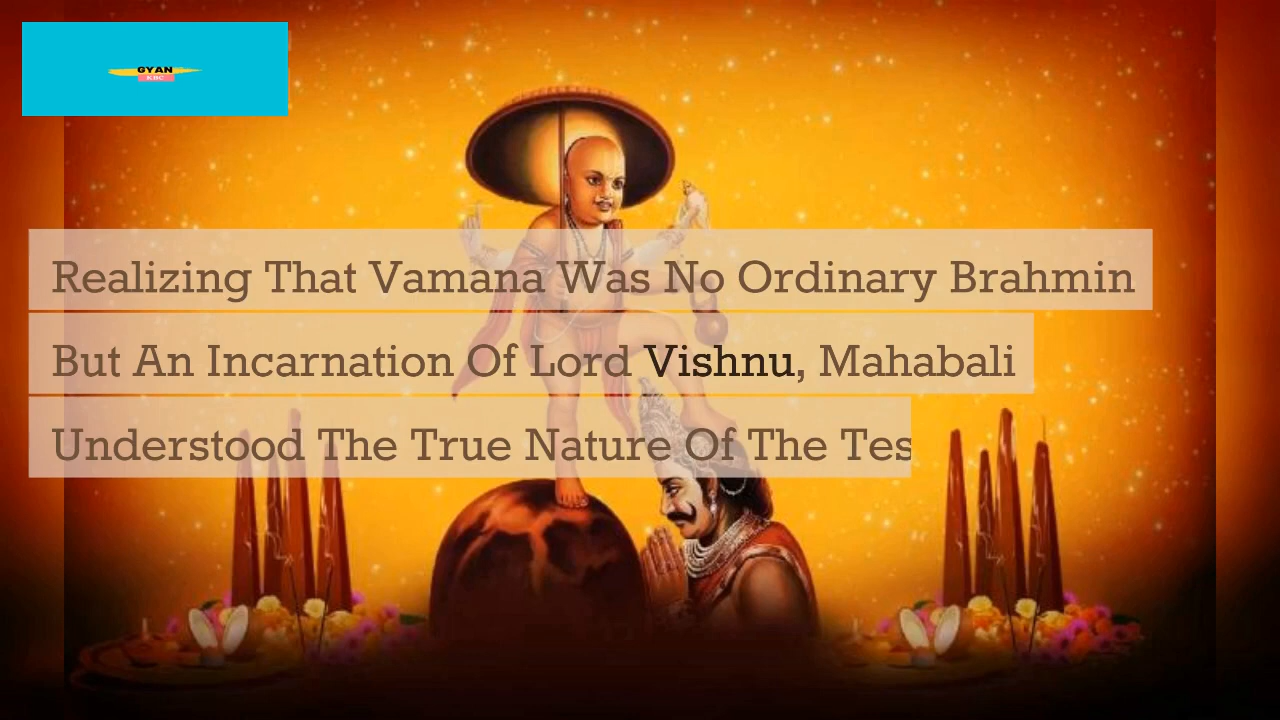 GYAN
KBC
Realizing That Vamana Was No Ordinary Brahmin
But An Incarnation Of Lord Vishnu, Mahabali
Understood The True Nature Of The Tes